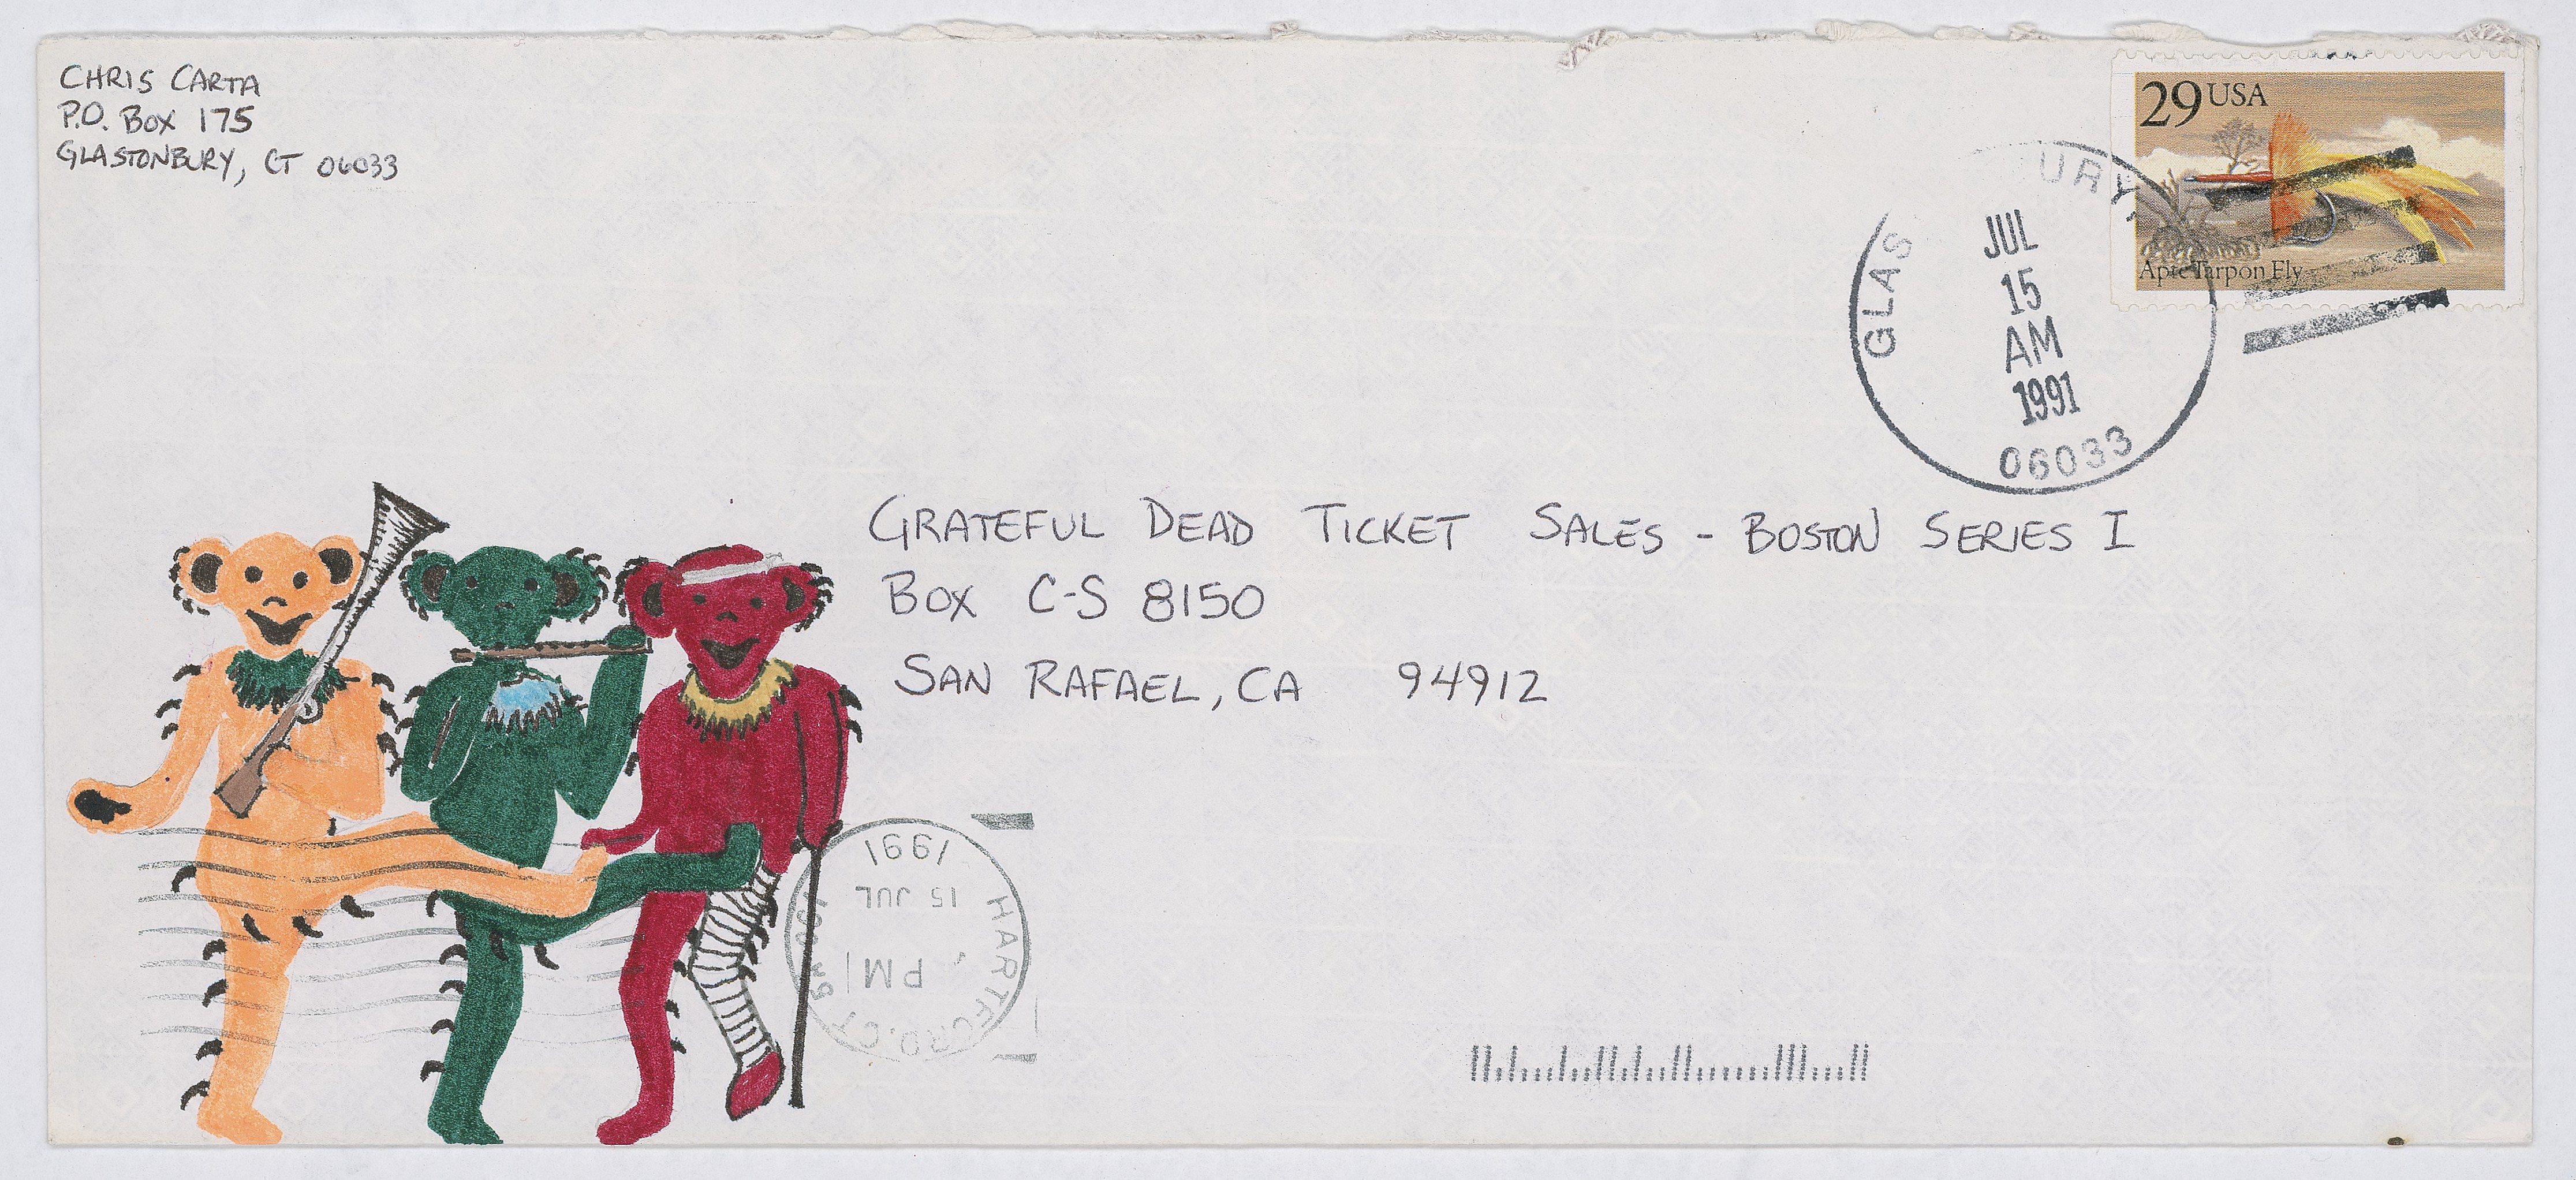 CHRIS CARTA
P.O. BOX 175
GLASTONBURY, CT 06033
29 USA
Apte Tarpon Fly
GLAS URY
JUL
15
AM
1991
06033
GRATEFUL DEAD TICKET SALES - BOSTON SERIES I
BOX C-S 8150
SAN RAFAEL, CA 94912
HARTFORD, CT
PM
15 JUL
1991